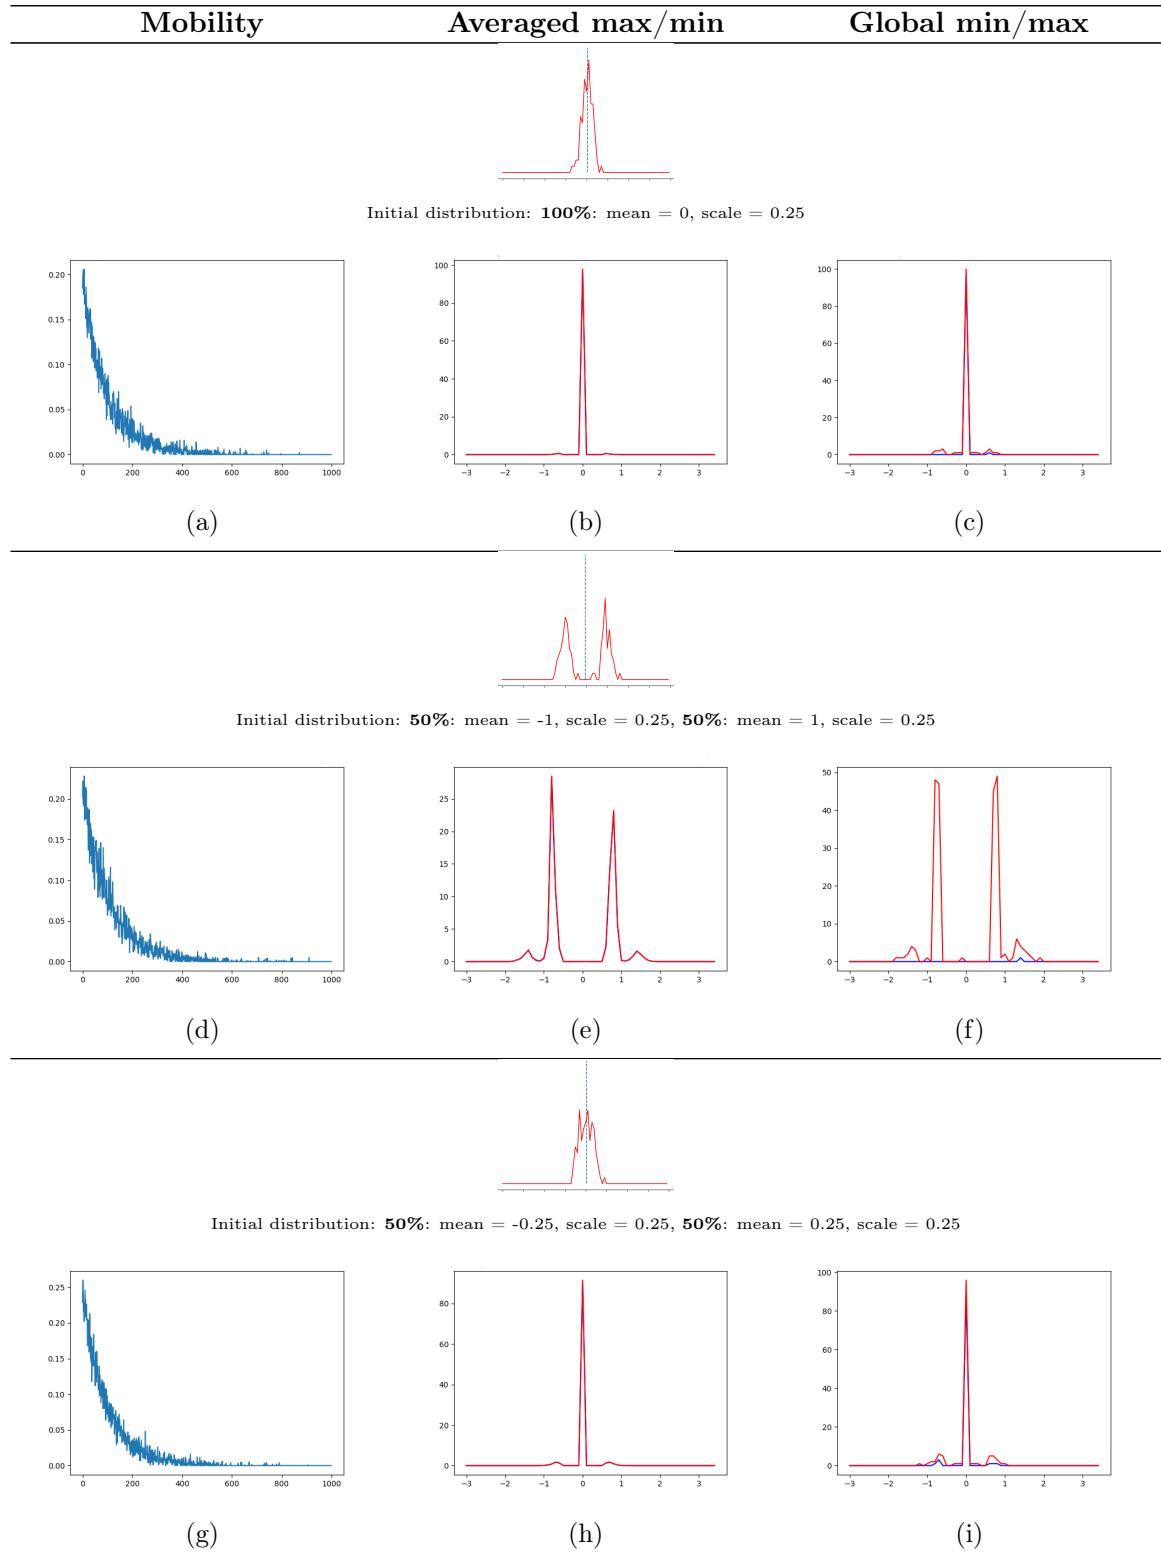 Mobility Averaged max/min Global min/max
Initial distribution: 100%: mean = 0, scale = 0.25
0.20 0.15 0.10 0.05 0.00
0 200 400 600 800 1000
100 80 60 40 20 0
−3 −2 −1 0 1 2 3
100 80 60 40 20 0
−3 −2 −1 0 1 2 3
(a) (b) (c)
Initial distribution: 50%: mean = -1, scale = 0.25, 50%: mean = 1, scale = 0.25
0.20 0.15 0.10 0.05 0.00
0 200 400 600 800 1000
25 20 15 10 5 0
−3 −2 −1 0 1 2 3
50 40 30 20 10 0
−3 −2 −1 0 1 2 3
(d) (e) (f)
Initial distribution: 50%: mean = -0.25, scale = 0.25, 50%: mean = 0.25, scale = 0.25
0.25 0.20 0.15 0.10 0.05 0.00
0 200 400 600 800 1000
80 60 40 20 0
−3 −2 −1 0 1 2 3
100 80 60 40 20 0
−3 −2 −1 0 1 2 3
(g) (h) (i)